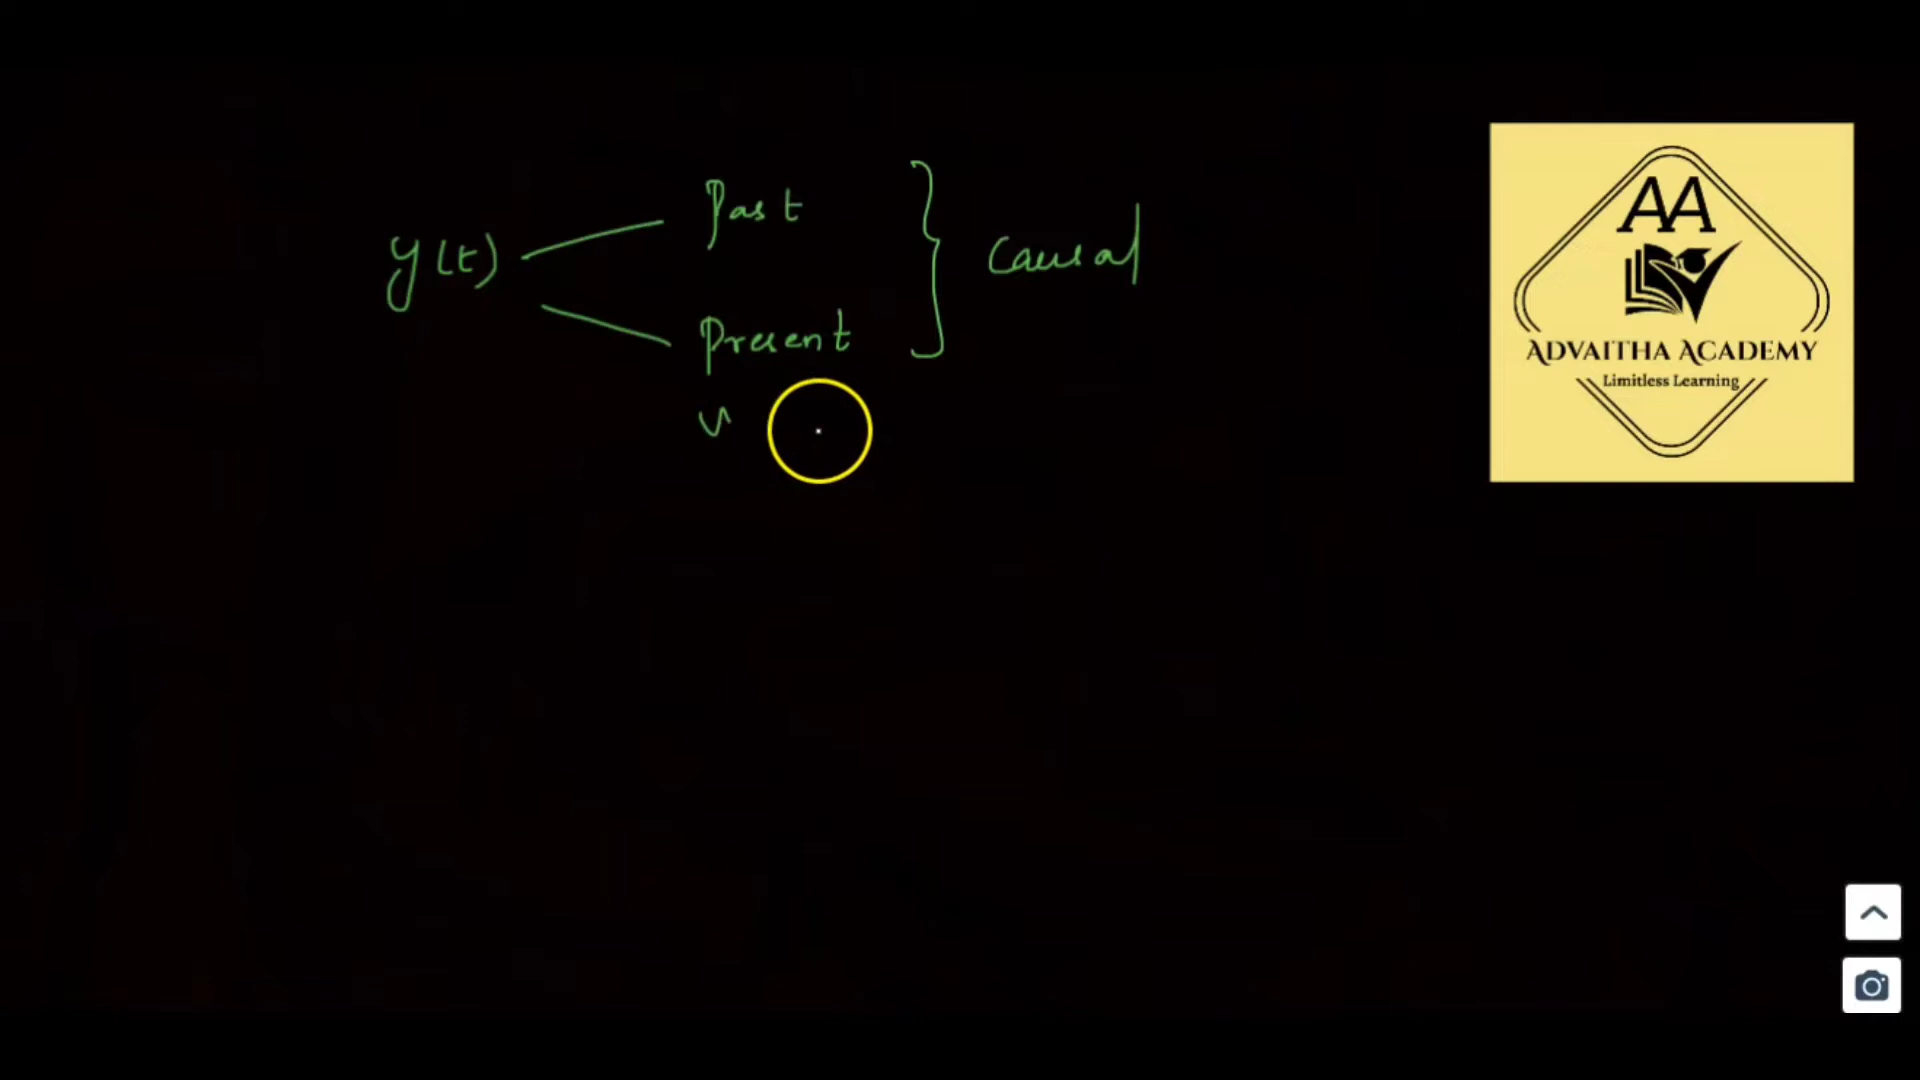 y(t)
Past
Present
Causal
AA
ADVAITHA ACADEMY
Limitless Learning